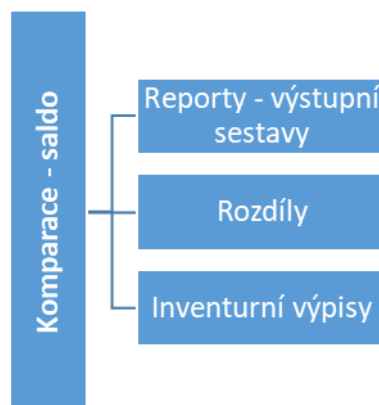 Komparace - saldo
Reporty - výstupní
sestavy
Rozdíly
Inventurní výpisy